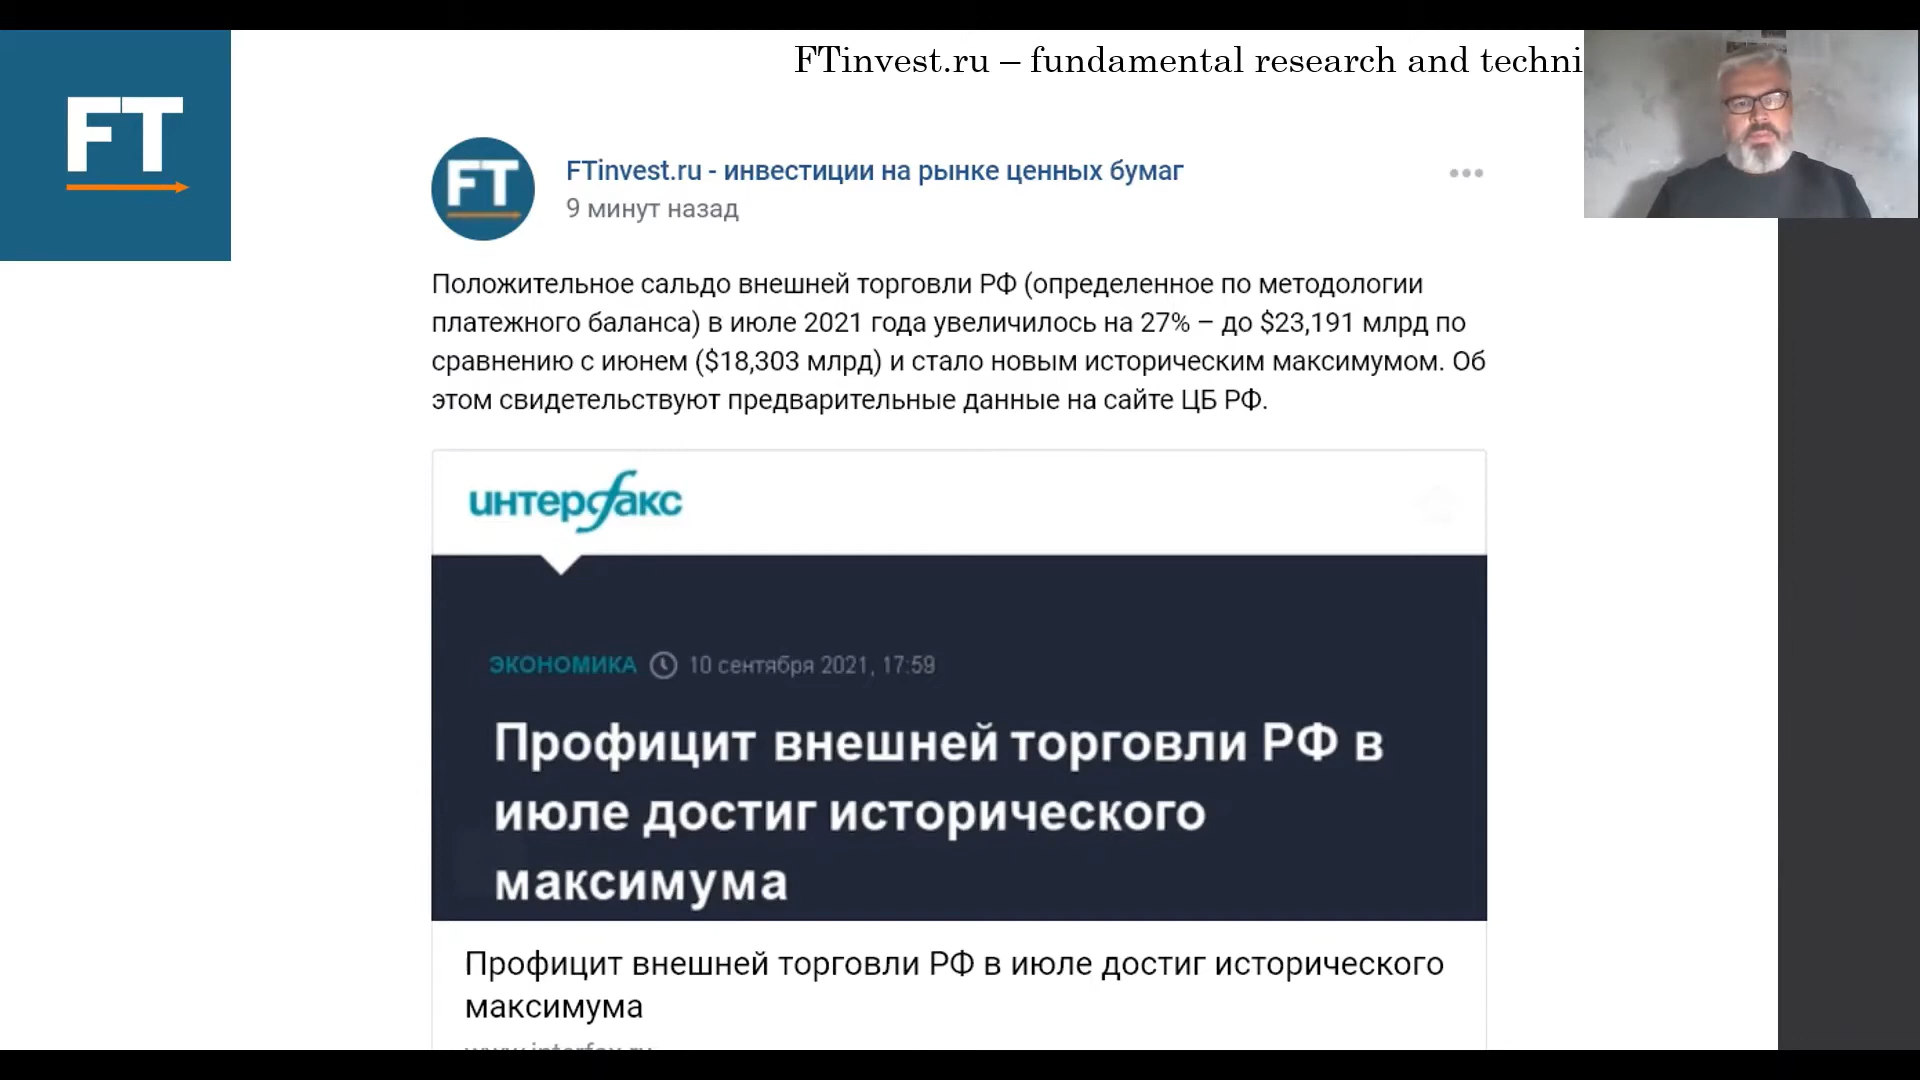 FT
FTinvest.ru – fundamental research and techni
FT
FTinvest.ru - инвестиции на рынке ценных бумаг
9 минут назад
Положительное сальдо внешней торговли РФ (определенное по методологии
платежного баланса) в июле 2021 года увеличилось на 27% – до $23,191 млрд по
сравнению с июнем ($18,303 млрд) и стало новым историческим максимумом. Об
этом свидетельствуют предварительные данные на сайте ЦБ РФ.
интерфакс
ЭКОНОМИКА 10 сентября 2021, 17:59
Профицит внешней торговли РФ в
июле достиг исторического
максимума
Профицит внешней торговли РФ в июле достиг исторического
максимума
www.interfax.ru